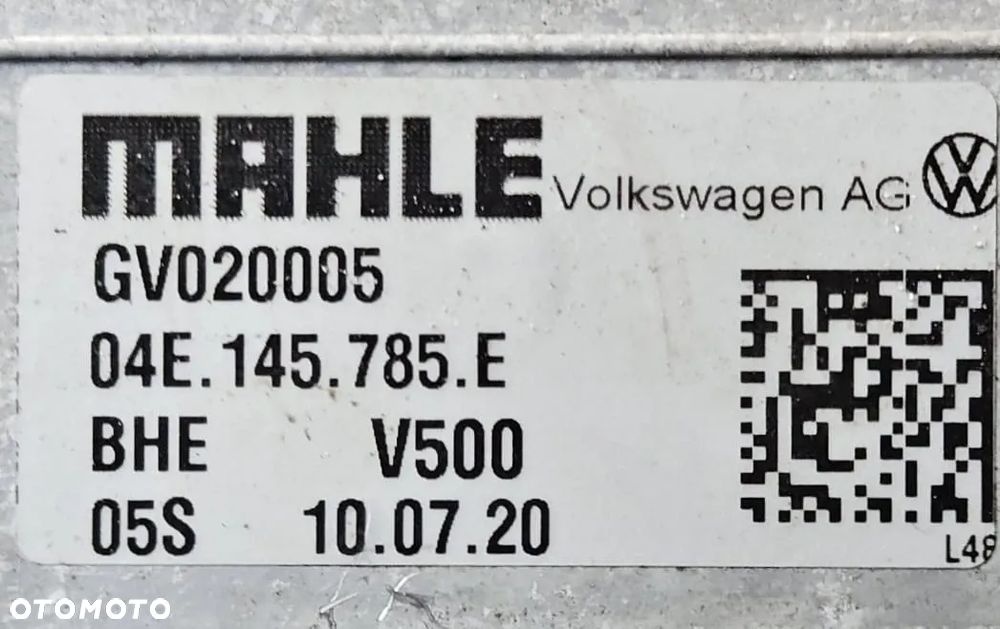 MAHLE Volkswagen AG
GV020005
04E.145.785.E
BHE V500
05S 10.07.20
L48
OTOMOTO